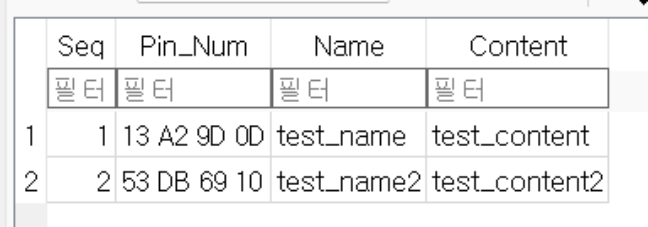 Seq Pin_Num Name Content
필터 필터 필터 필터
1 1 13 A2 9D 0D test_name test_content
2 2 53 DB 69 10 test_name2 test_content2